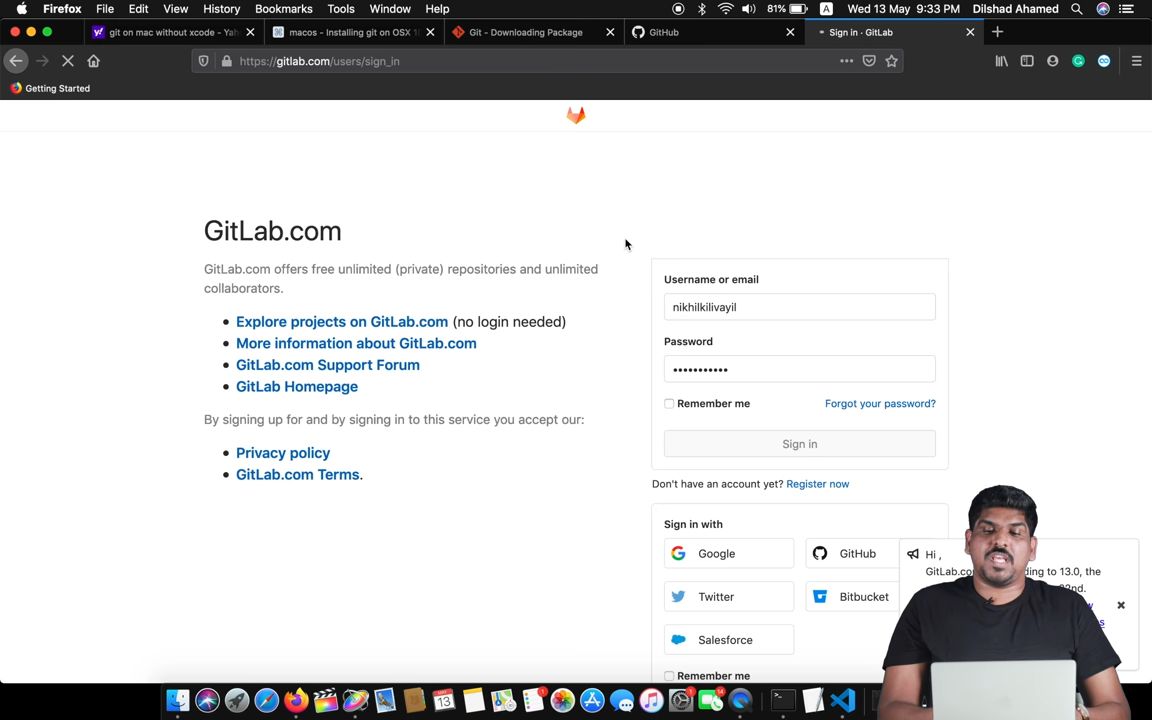 Firefox File Edit View History Bookmarks Tools Window Help 81% A Wed 13 May 9:33 PM Dilshad Ahamed
git on mac without xcode - Yah
macos - Installing git on OSX 1
Git - Downloading Package
GitHub
Sign in · GitLab
https://gitlab.com/users/sign_in
Getting Started
GitLab.com
GitLab.com offers free unlimited (private) repositories and unlimited
collaborators.
Explore projects on GitLab.com (no login needed)
More information about GitLab.com
GitLab.com Support Forum
GitLab Homepage
By signing up for and by signing in to this service you accept our:
Privacy policy
GitLab.com Terms.
Username or email
nikhilkilivayil
Password
Remember me
Forgot your password?
Sign in
Don't have an account yet? Register now
Sign in with
Google
GitHub
Twitter
Bitbucket
Salesforce
Remember me
Hi ,
to 13.0, the